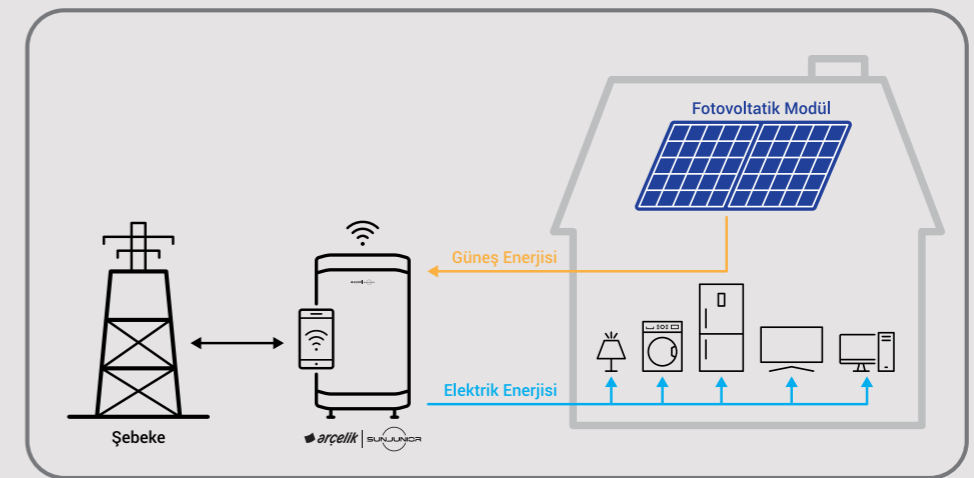 Fotovoltatik Modül
Güneş Enerjisi
Elektrik Enerjisi
Şebeke
arçelik | SUNJUNIOR